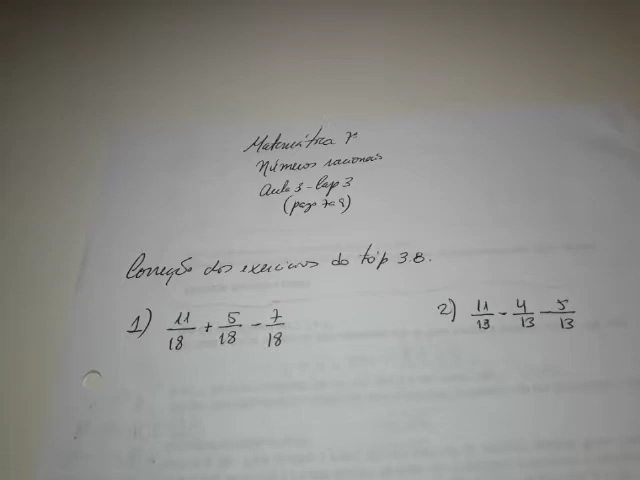 Matemática 7º
Números racionais
Aula 3 - Cap 3
(pags 7 a 9)
Correção dos exercícios do tóp 3.8.
1) 11/18 + 5/18 - 7/18
2) 11/13 - 4/13 - 5/13